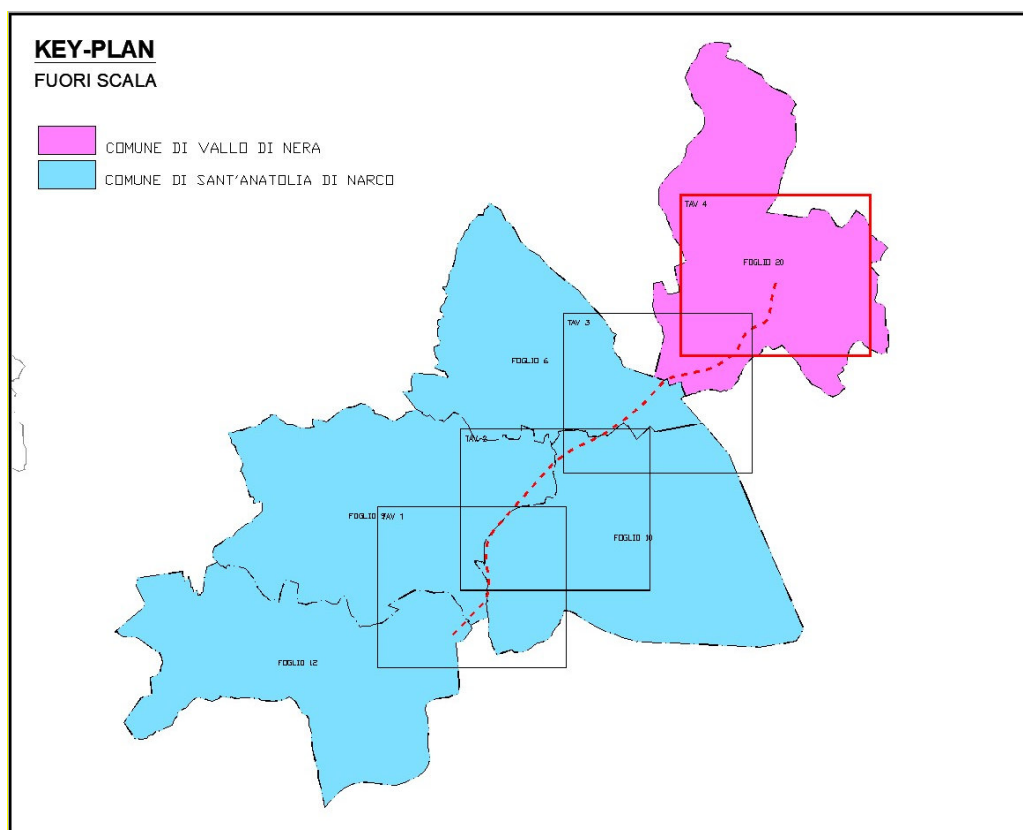 KEY-PLAN
FUORI SCALA
COMUNE DI VALLO DI NERA
COMUNE DI SANT'ANATOLIA DI NARCO
TAV 4
FOGLIO 20
TAV 3
FOGLIO 6
TAV 2
FOGLIO 9
TAV 1
FOGLIO 10
FOGLIO 12